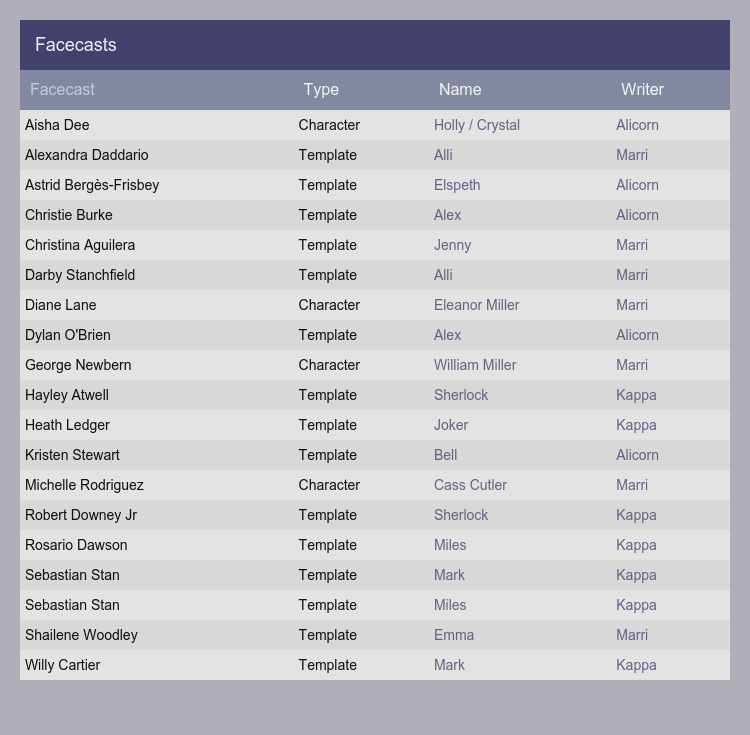 Facecasts
Facecast Type Name Writer
Aisha Dee Character Holly / Crystal Alicorn
Alexandra Daddario Template Alli Marri
Astrid Bergès-Frisbey Template Elspeth Alicorn
Christie Burke Template Alex Alicorn
Christina Aguilera Template Jenny Marri
Darby Stanchfield Template Alli Marri
Diane Lane Character Eleanor Miller Marri
Dylan O'Brien Template Alex Alicorn
George Newbern Character William Miller Marri
Hayley Atwell Template Sherlock Kappa
Heath Ledger Template Joker Kappa
Kristen Stewart Template Bell Alicorn
Michelle Rodriguez Character Cass Cutler Marri
Robert Downey Jr Template Sherlock Kappa
Rosario Dawson Template Miles Kappa
Sebastian Stan Template Mark Kappa
Sebastian Stan Template Miles Kappa
Shailene Woodley Template Emma Marri
Willy Cartier Template Mark Kappa